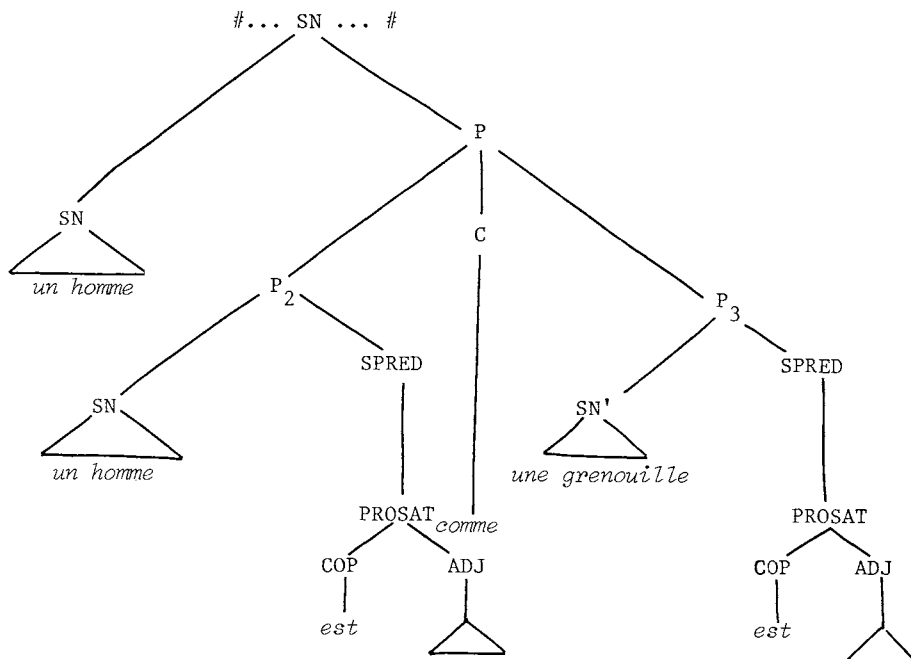 #... SN ... #
P
SN
un homme
C
P2
P3
SPRED
SPRED
SN
un homme
SN'
une grenouille
PROSAT
comme
PROSAT
COP
ADJ
COP
ADJ
est
est